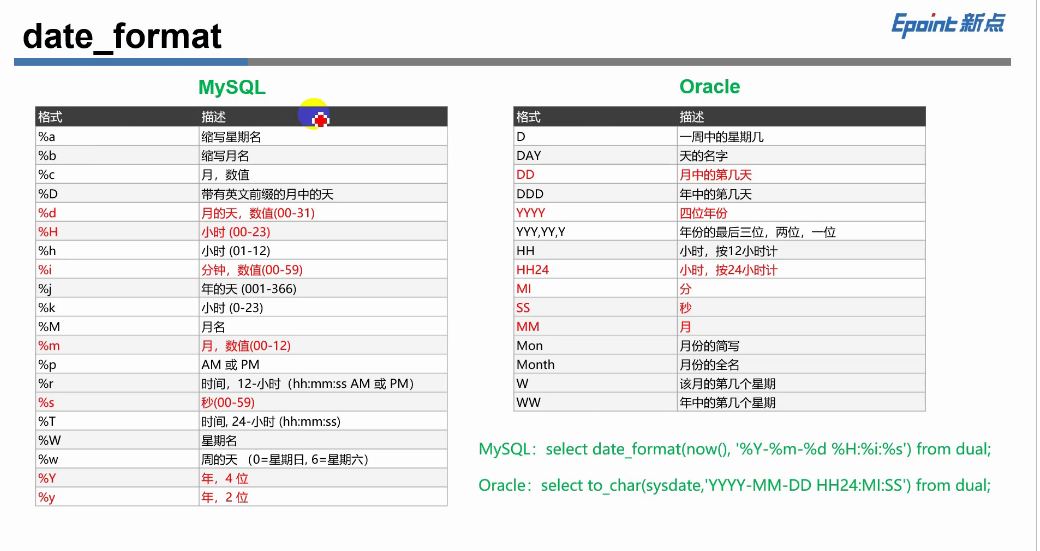 date_format
Epoint 新点
MySQL
格式 描述
%a 缩写星期名
%b 缩写月名
%c 月，数值
%D 带有英文前缀的月中的天
%d 月的天，数值(00-31)
%H 小时 (00-23)
%h 小时 (01-12)
%i 分钟，数值(00-59)
%j 年的天 (001-366)
%k 小时 (0-23)
%M 月名
%m 月，数值(00-12)
%p AM 或 PM
%r 时间，12-小时（hh:mm:ss AM 或 PM）
%s 秒(00-59)
%T 时间, 24-小时 (hh:mm:ss)
%W 星期名
%w 周的天 （0=星期日, 6=星期六）
%Y 年，4 位
%y 年，2 位
Oracle
格式 描述
D 一周中的星期几
DAY 天的名字
DD 月中的第几天
DDD 年中的第几天
YYYY 四位年份
YYY,YY,Y 年份的最后三位，两位，一位
HH 小时，按12小时计
HH24 小时，按24小时计
MI 分
SS 秒
MM 月
Mon 月份的简写
Month 月份的全名
W 该月的第几个星期
WW 年中的第几个星期
MySQL：select date_format(now(), '%Y-%m-%d %H:%i:%s') from dual;
Oracle：select to_char(sysdate,'YYYY-MM-DD HH24:MI:SS') from dual;